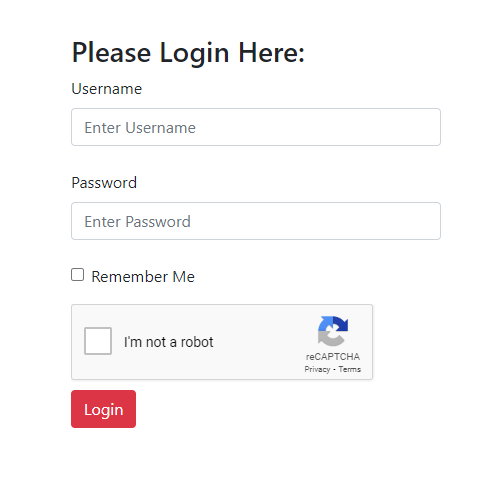 Please Login Here:
Username
Enter Username
Password
Enter Password
Remember Me
I'm not a robot
reCAPTCHA
Privacy - Terms
Login